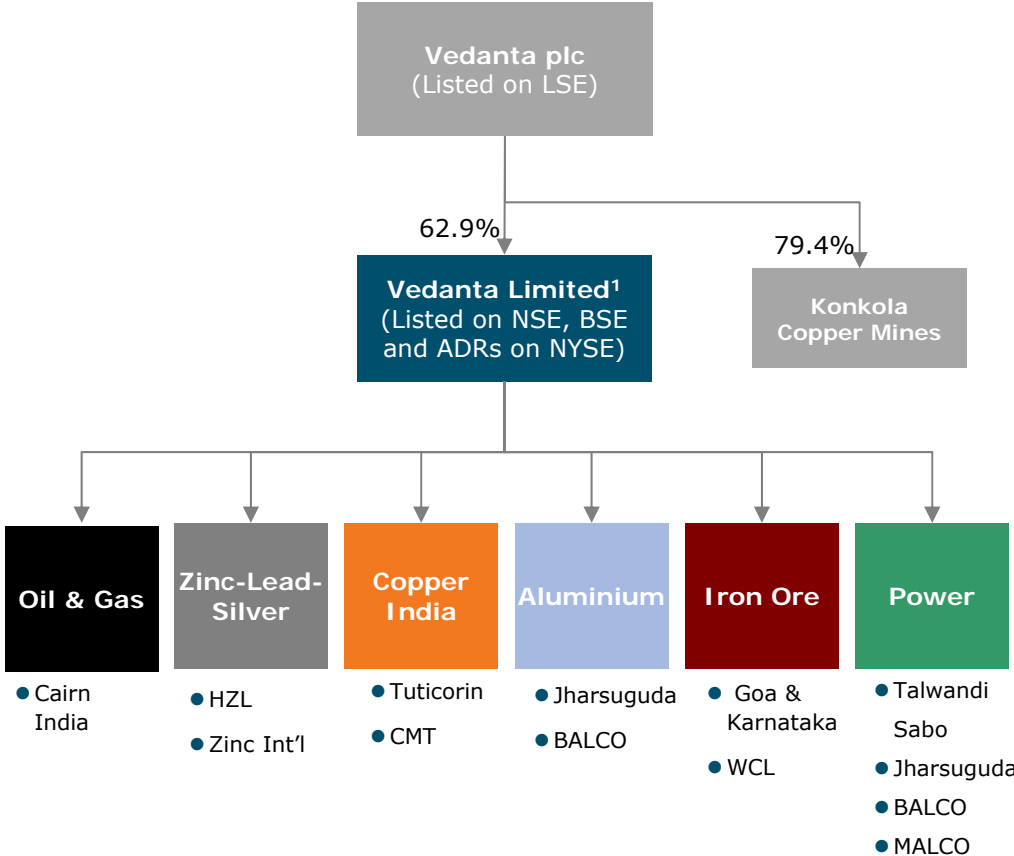 Vedanta plc
(Listed on LSE)
62.9%
79.4%
Vedanta Limited¹
(Listed on NSE, BSE
and ADRs on NYSE)
Konkola
Copper Mines
Oil & Gas
Zinc-Lead-
Silver
Copper
India
Aluminium
Iron Ore
Power
• Cairn
India
• HZL
• Zinc Int’l
• Tuticorin
• CMT
• Jharsuguda
• BALCO
• Goa &
Karnataka
• WCL
• Talwandi
Sabo
• Jharsuguda
• BALCO
• MALCO